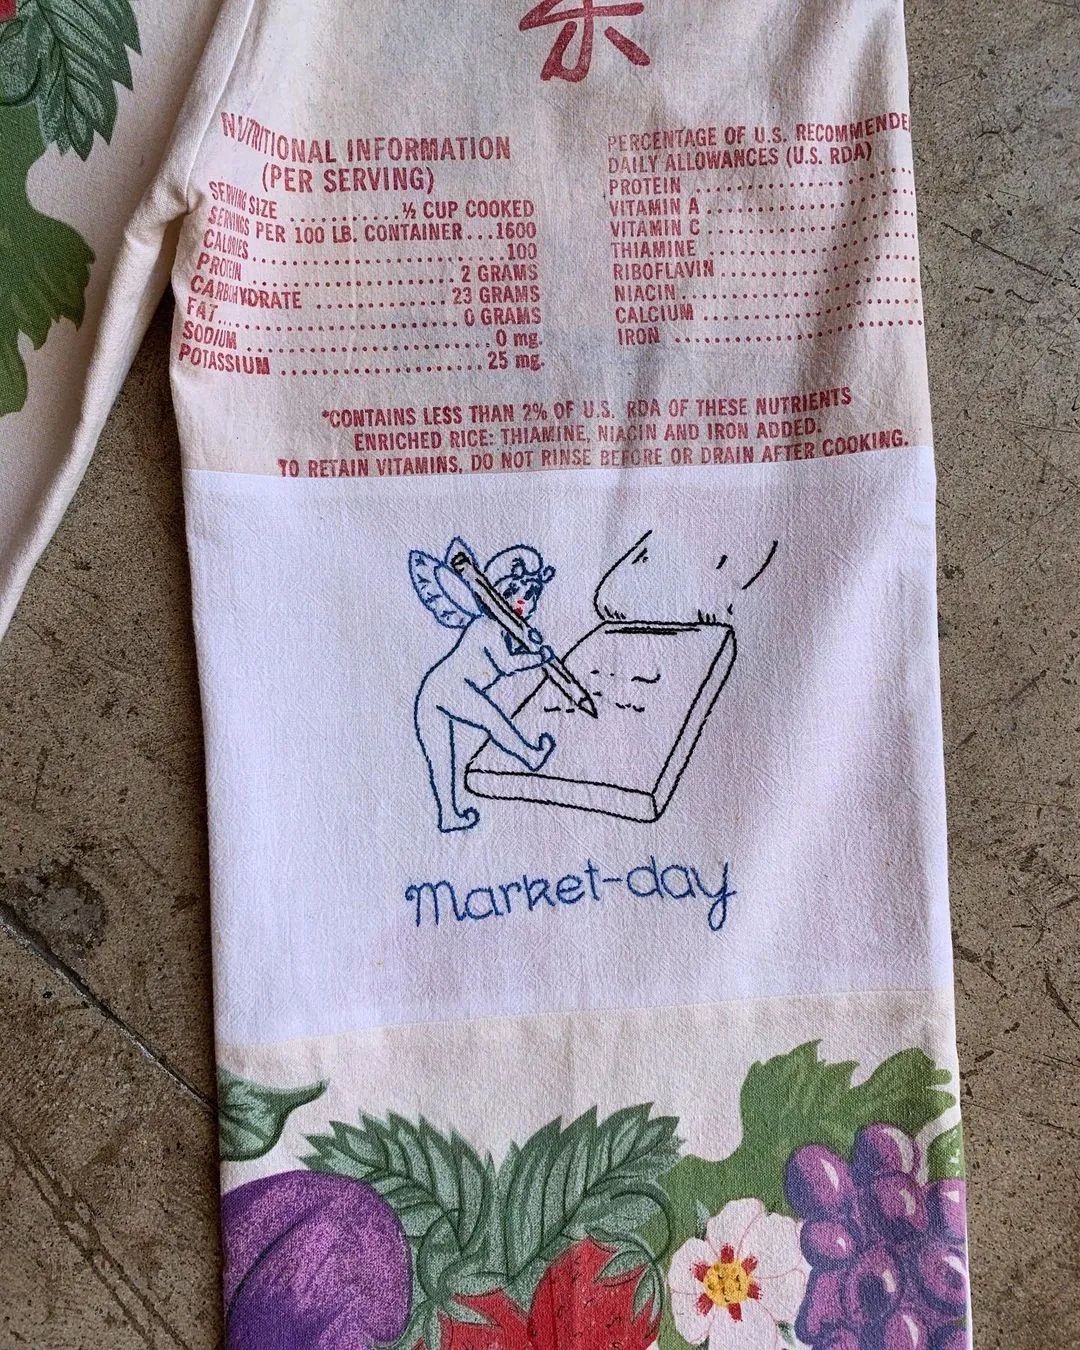 NUTRITIONAL INFORMATION
(PER SERVING)
SERVING SIZE ................ ½ CUP COOKED
SERVINGS PER 100 LB. CONTAINER ...1600
CALORIES ................................ 100
PROTEIN ........................ 2 GRAMS
CARBOHYDRATE ................ 23 GRAMS
FAT ............................ 0 GRAMS
SODIUM ............................ 0 mg.
POTASSIUM ........................ 25 mg.
PERCENTAGE OF U.S. RECOMMENDE
DAILY ALLOWANCES (U.S. RDA)
PROTEIN ........................
VITAMIN A ......................
VITAMIN C ......................
THIAMINE .......................
RIBOFLAVIN .....................
NIACIN .........................
CALCIUM ........................
IRON ...........................
*CONTAINS LESS THAN 2% OF U.S. RDA OF THESE NUTRIENTS
ENRICHED RICE: THIAMINE, NIACIN AND IRON ADDED.
TO RETAIN VITAMINS, DO NOT RINSE BEFORE OR DRAIN AFTER COOKING.
Market-day